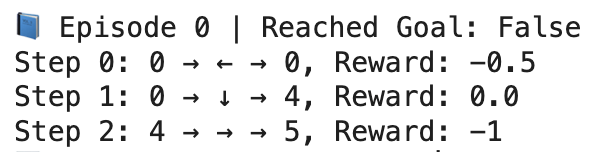 📘 Episode 0 | Reached Goal: False
Step 0: 0 → ← → 0, Reward: -0.5
Step 1: 0 → ↓ → 4, Reward: 0.0
Step 2: 4 → → → 5, Reward: -1